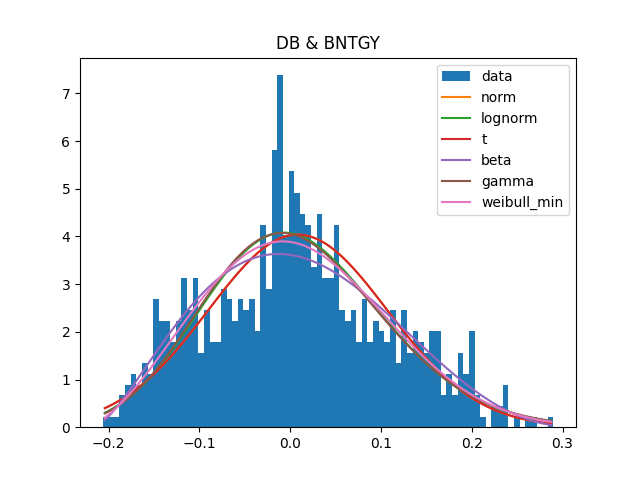 DB & BNTGY
data
norm
lognorm
t
beta
gamma
weibull_min
7
6
5
4
3
2
1
0
−0.2 −0.1 0.0 0.1 0.2 0.3